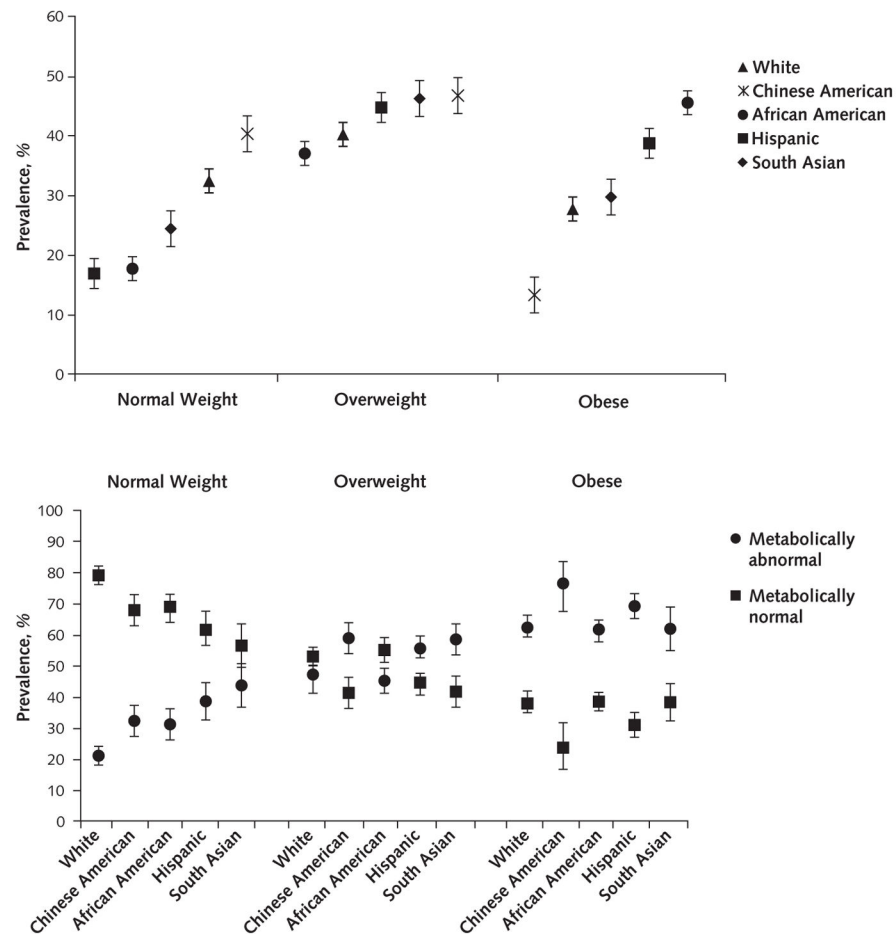 60
50
40
30
20
10
0
Prevalence, %
Normal Weight
Overweight
Obese
White
Chinese American
African American
Hispanic
South Asian
Normal Weight
Overweight
Obese
100
90
80
70
60
50
40
30
20
10
0
Prevalence, %
Metabolically
abnormal
Metabolically
normal
White
Chinese American
African American
Hispanic
South Asian
White
Chinese American
African American
Hispanic
South Asian
White
Chinese American
African American
Hispanic
South Asian